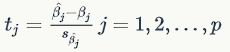 $t_j = \frac{\hat{\beta}_j - \beta_j}{s_{\hat{\beta}_j}} \; j = 1, 2, \ldots, p$